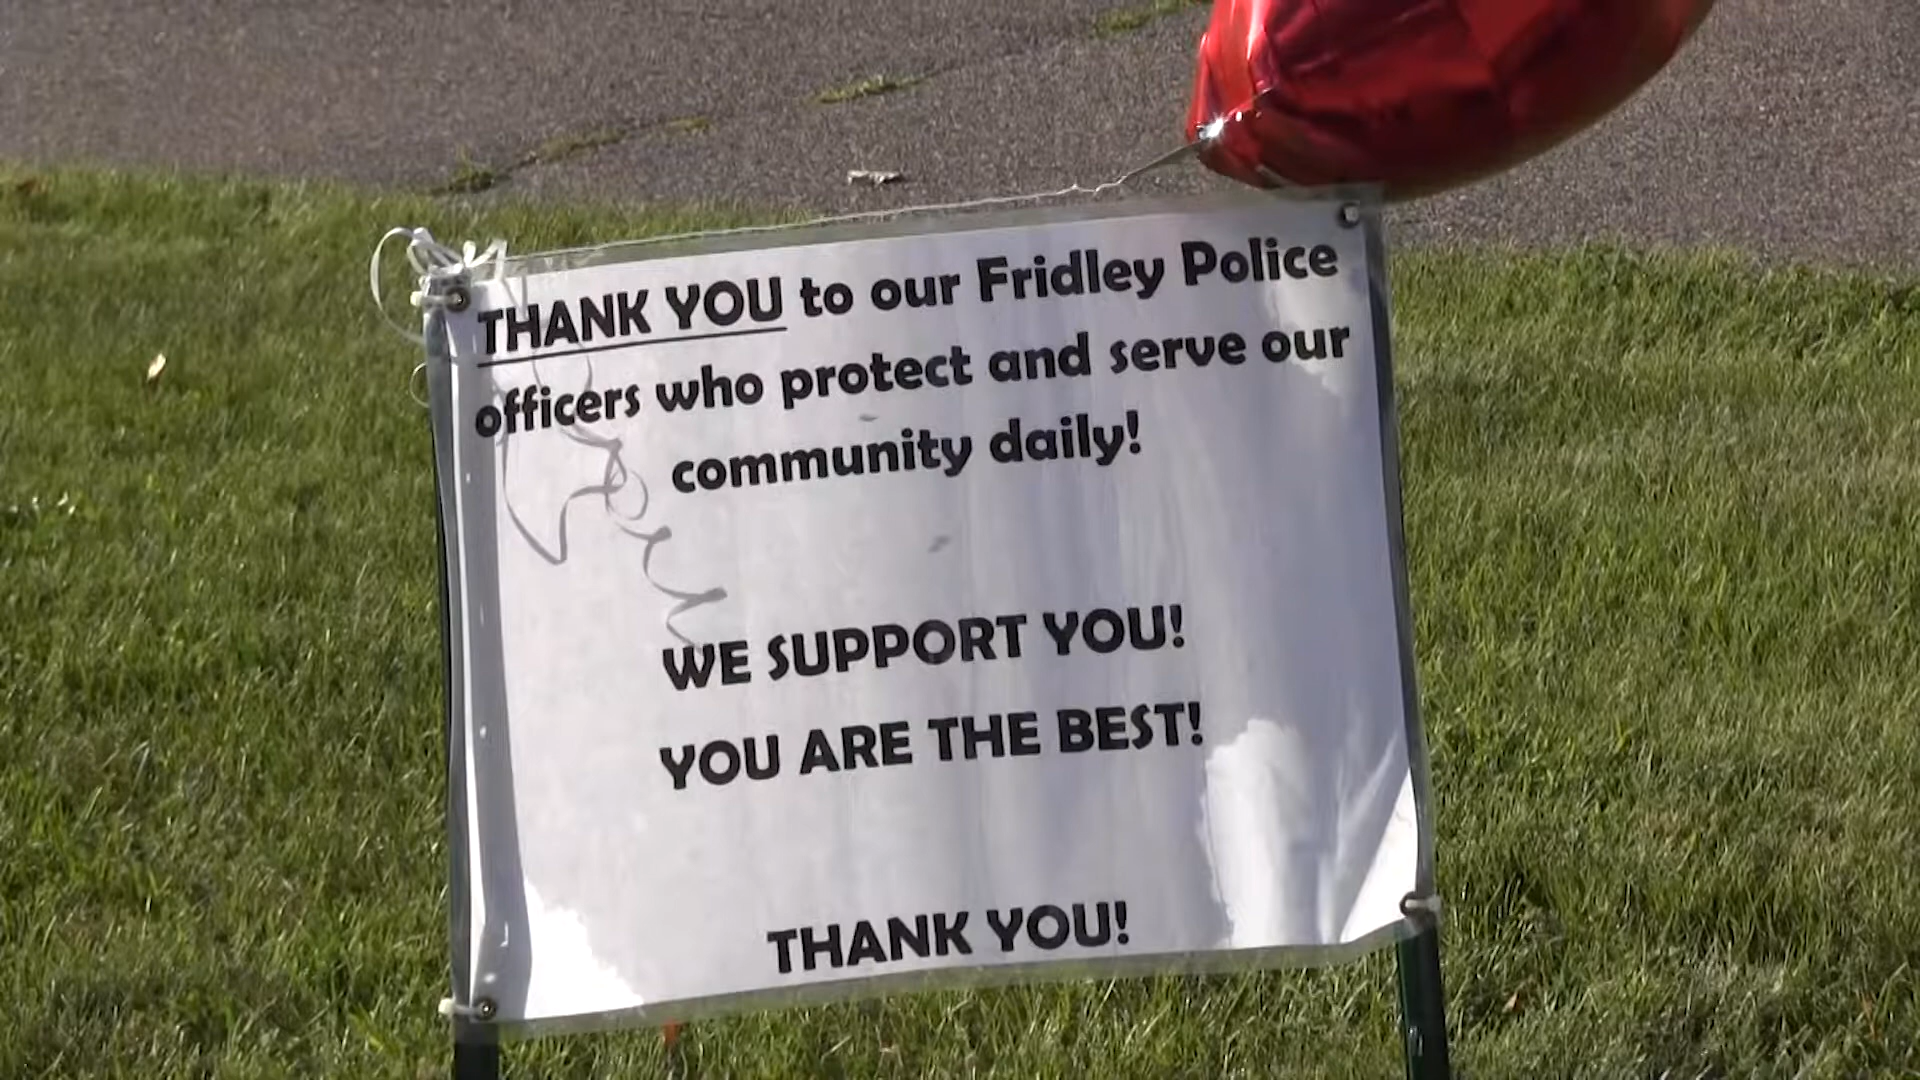 THANK YOU to our Fridley Police
officers who protect and serve our
community daily!
WE SUPPORT YOU!
YOU ARE THE BEST!
THANK YOU!